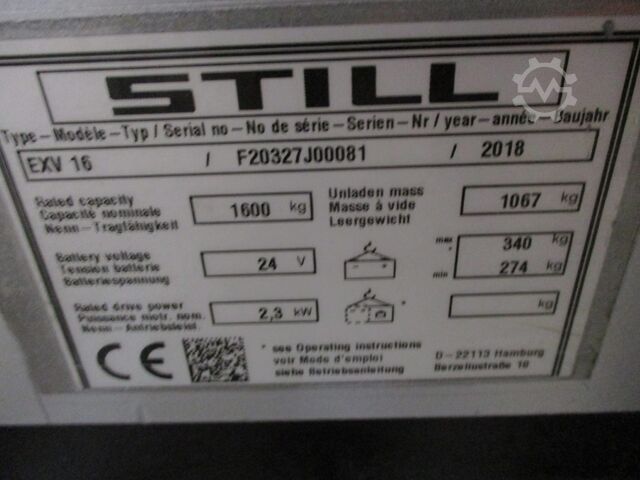 STILL
Type – Modèle – Typ / Serial no – No de série – Serien – Nr / year – année – Baujahr
EXV 16 / F20327J00081 / 2018
Rated capacity
Capacité nominale
Nenn – Tragfähigkeit
1600 kg
Unladen mass
Masse à vide
Leergewicht
1067 kg
Battery voltage
Tension batterie
Batteriespannung
24 V
max * 340 kg
min 274 kg
Rated drive power
Puissance motr. nom.
Nenn – Antriebsleist.
2,3 kW
*
kg
CE
* see Operating instructions
voir Mode d'emploi
siehe Betriebsanleitung
D – 22113 Hamburg
Berzeliusstraße 10